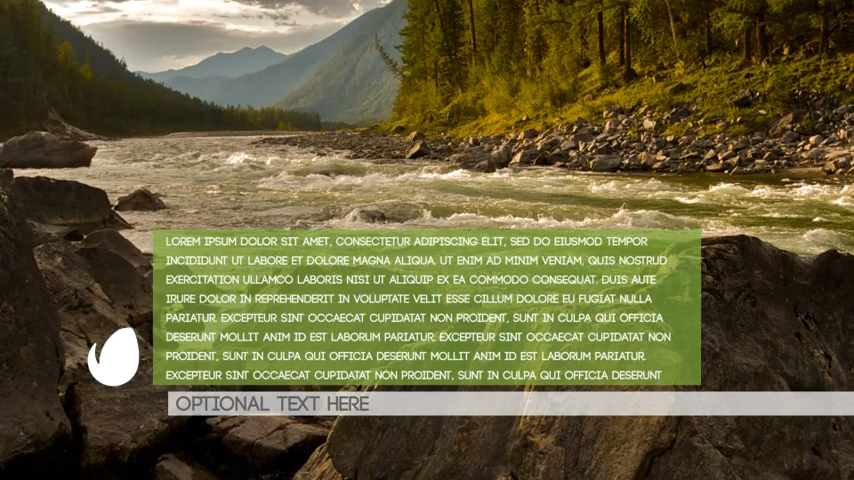 LOREM IPSUM DOLOR SIT AMET, CONSECTETUR ADIPISCING ELIT, SED DO EIUSMOD TEMPOR
INCIDIDUNT UT LABORE ET DOLORE MAGNA ALIQUA. UT ENIM AD MINIM VENIAM, QUIS NOSTRUD
EXERCITATION ULLAMCO LABORIS NISI UT ALIQUIP EX EA COMMODO CONSEQUAT. DUIS AUTE
IRURE DOLOR IN REPREHENDERIT IN VOLUPTATE VELIT ESSE CILLUM DOLORE EU FUGIAT NULLA
PARIATUR. EXCEPTEUR SINT OCCAECAT CUPIDATAT NON PROIDENT, SUNT IN CULPA QUI OFFICIA
DESERUNT MOLLIT ANIM ID EST LABORUM PARIATUR. EXCEPTEUR SINT OCCAECAT CUPIDATAT NON
PROIDENT, SUNT IN CULPA QUI OFFICIA DESERUNT MOLLIT ANIM ID EST LABORUM PARIATUR.
EXCEPTEUR SINT OCCAECAT CUPIDATAT NON PROIDENT, SUNT IN CULPA QUI OFFICIA DESERUNT
OPTIONAL TEXT HERE